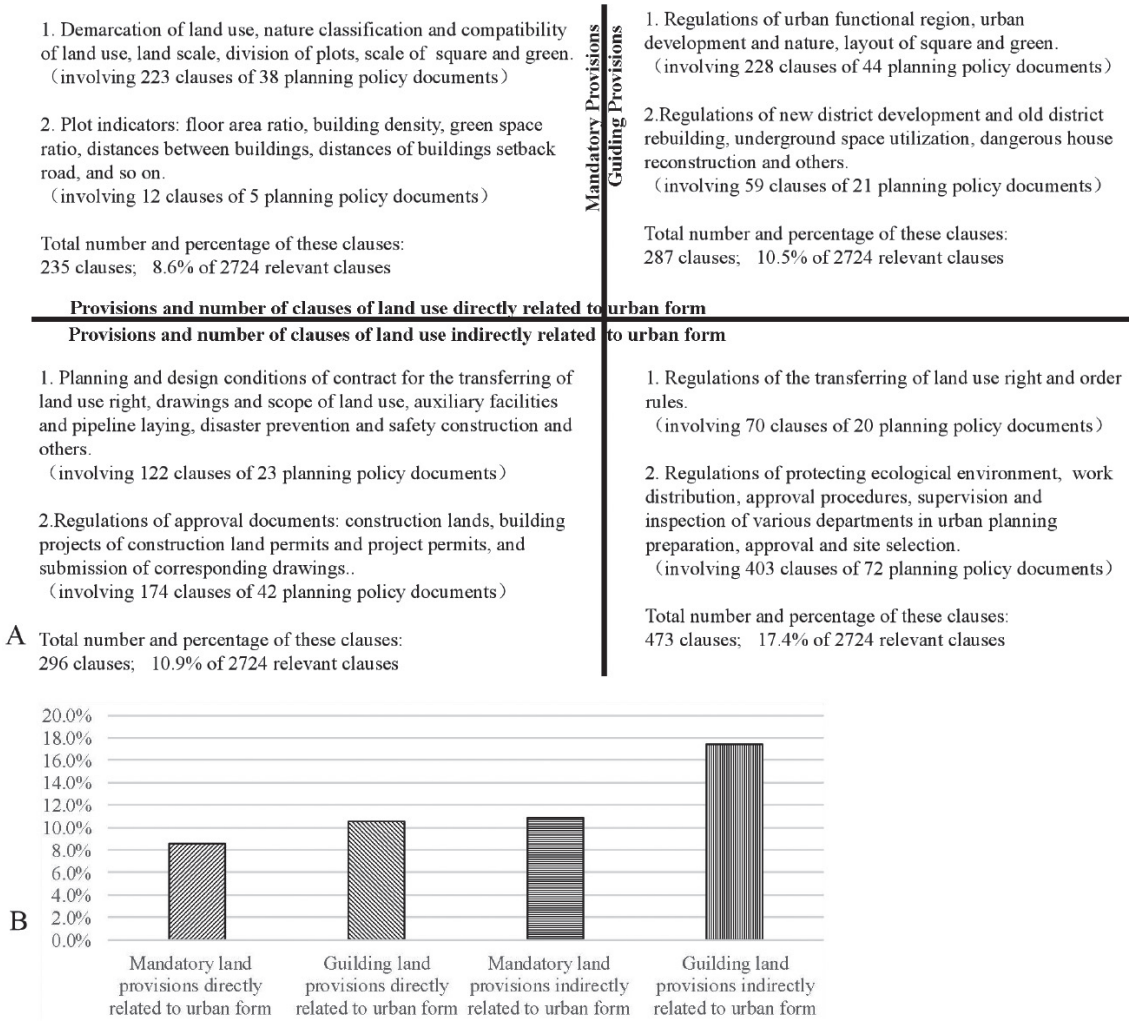 1. Demarcation of land use, nature classification and compatibility
of land use, land scale, division of plots, scale of square and green.
（involving 223 clauses of 38 planning policy documents）
2. Plot indicators: floor area ratio, building density, green space
ratio, distances between buildings, distances of buildings setback
road, and so on.
（involving 12 clauses of 5 planning policy documents）
Total number and percentage of these clauses:
235 clauses; 8.6% of 2724 relevant clauses
Mandatory Provisions
Guiding Provisions
1. Regulations of urban functional region, urban
development and nature, layout of square and green.
（involving 228 clauses of 44 planning policy documents）
2.Regulations of new district development and old district
rebuilding, underground space utilization, dangerous house
reconstruction and others.
（involving 59 clauses of 21 planning policy documents）
Total number and percentage of these clauses:
287 clauses; 10.5% of 2724 relevant clauses
Provisions and number of clauses of land use directly related to urban form
Provisions and number of clauses of land use indirectly related to urban form
1. Planning and design conditions of contract for the transferring of
land use right, drawings and scope of land use, auxiliary facilities
and pipeline laying, disaster prevention and safety construction and
others.
（involving 122 clauses of 23 planning policy documents）
2.Regulations of approval documents: construction lands, building
projects of construction land permits and project permits, and
submission of corresponding drawings..
（involving 174 clauses of 42 planning policy documents）
A
Total number and percentage of these clauses:
296 clauses; 10.9% of 2724 relevant clauses
1. Regulations of the transferring of land use right and order
rules.
（involving 70 clauses of 20 planning policy documents）
2. Regulations of protecting ecological environment, work
distribution, approval procedures, supervision and
inspection of various departments in urban planning
preparation, approval and site selection.
（involving 403 clauses of 72 planning policy documents）
Total number and percentage of these clauses:
473 clauses; 17.4% of 2724 relevant clauses
20.0%
18.0%
16.0%
14.0%
12.0%
10.0%
8.0%
6.0%
4.0%
2.0%
0.0%
B
Mandatory land
provisions directly
related to urban form
Guilding land
provisions directly
related to urban form
Mandatory land
provisions indirectly
related to urban form
Guilding land
provisions indirectly
related to urban form